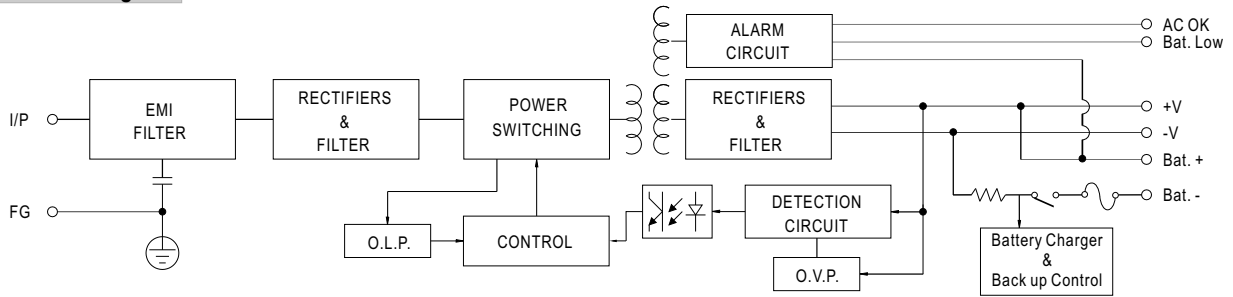 AC OK
Bat. Low
ALARM
CIRCUIT
I/P
EMI
FILTER
RECTIFIERS
&
FILTER
POWER
SWITCHING
RECTIFIERS
&
FILTER
+V
-V
Bat. +
Bat. -
FG
O.L.P.
CONTROL
DETECTION
CIRCUIT
O.V.P.
Battery Charger
&
Back up Control